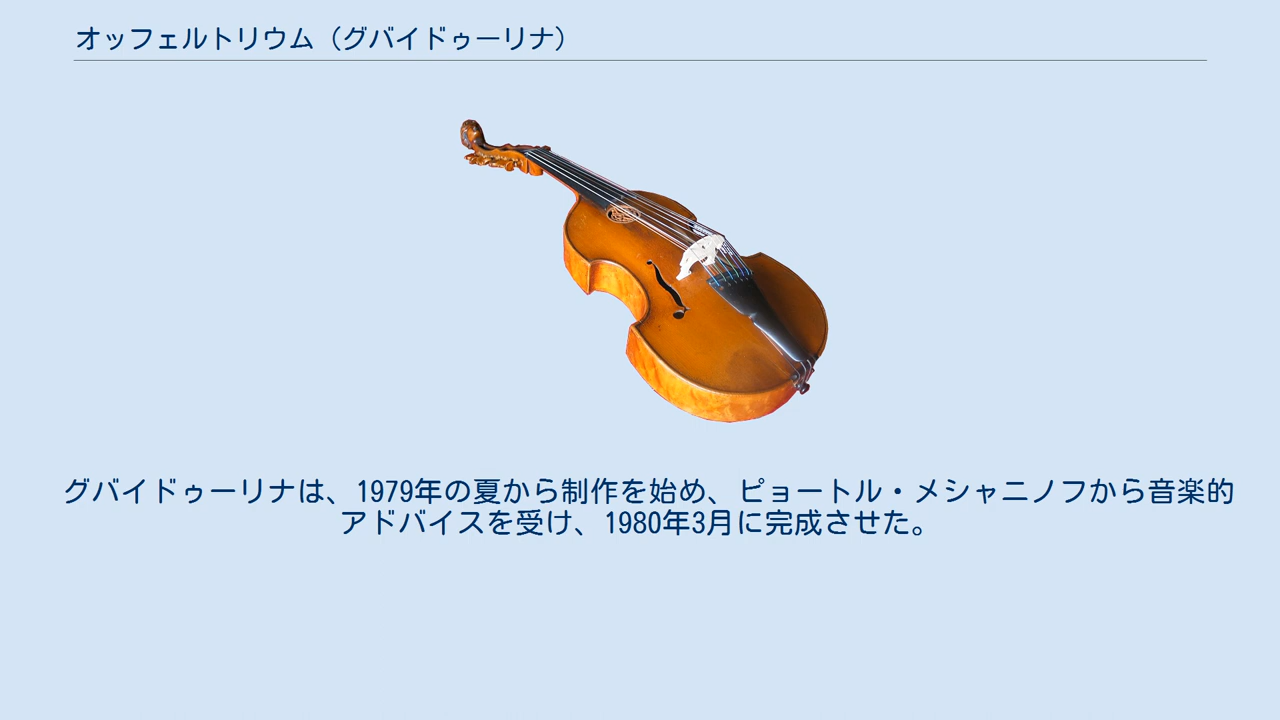 オッフェルトリウム（グバイドゥーリナ）
グバイドゥーリナは、1979年の夏から制作を始め、ピョートル・メシャニノフから音楽的
アドバイスを受け、1980年3月に完成させた。